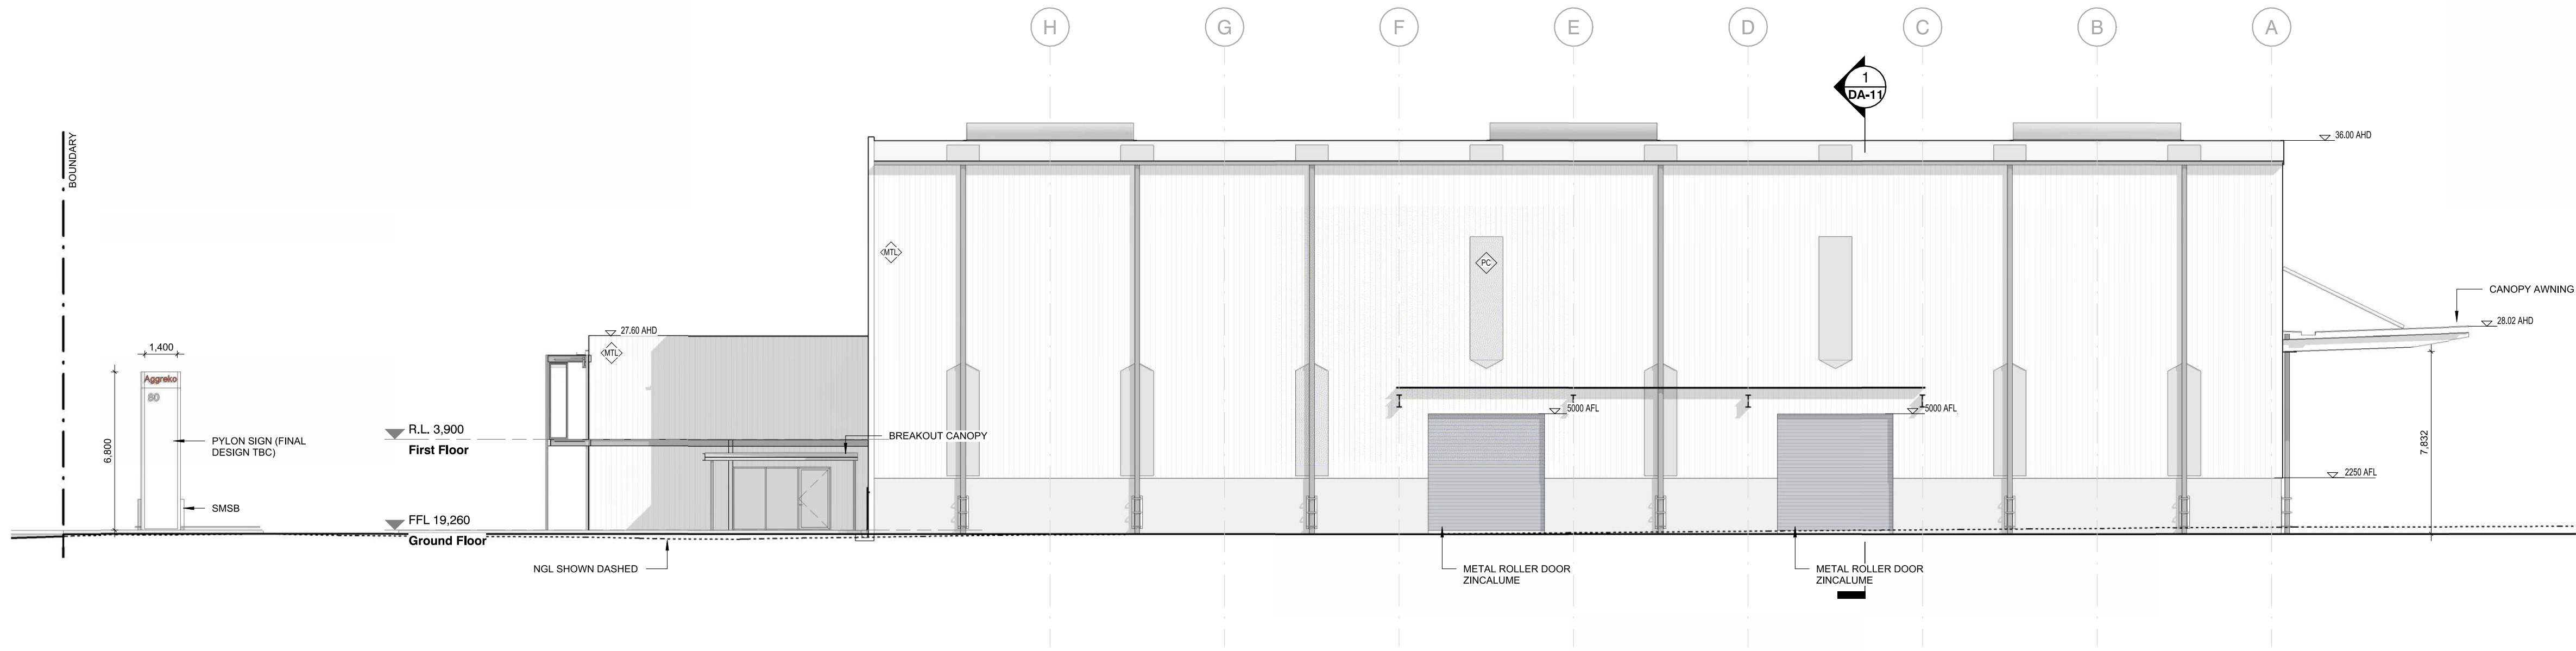 H
G
F
E
D
C
B
A
1
DA-11
BOUNDARY
36.00 AHD
MTL
PC
CANOPY AWNING
28.02 AHD
27.60 AHD
MTL
1,400
Aggreko
60
6,800
PYLON SIGN (FINAL
DESIGN TBC)
SMSB
R.L. 3,900
First Floor
BREAKOUT CANOPY
5000 AFL
5000 AFL
7,832
2250 AFL
FFL 19,260
Ground Floor
NGL SHOWN DASHED
METAL ROLLER DOOR
ZINCALUME
METAL ROLLER DOOR
ZINCALUME